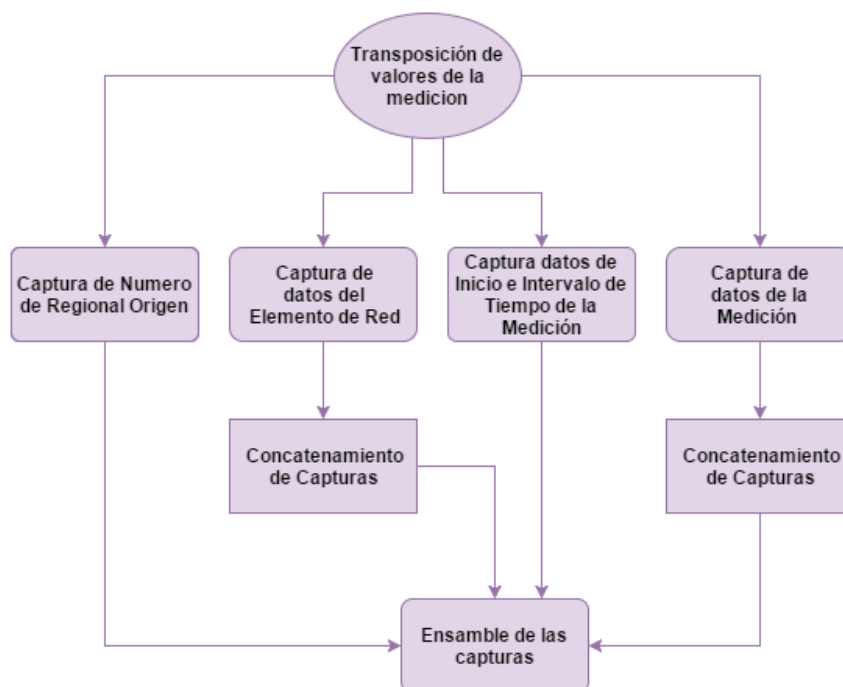 Transposición de
valores de la
medicion
Captura de Numero
de Regional Origen
Captura de
datos del
Elemento de Red
Captura datos de
Inicio e Intervalo de
Tiempo de la
Medición
Captura de
datos de la
Medición
Concatenamiento
de Capturas
Concatenamiento
de Capturas
Ensamble de las
capturas